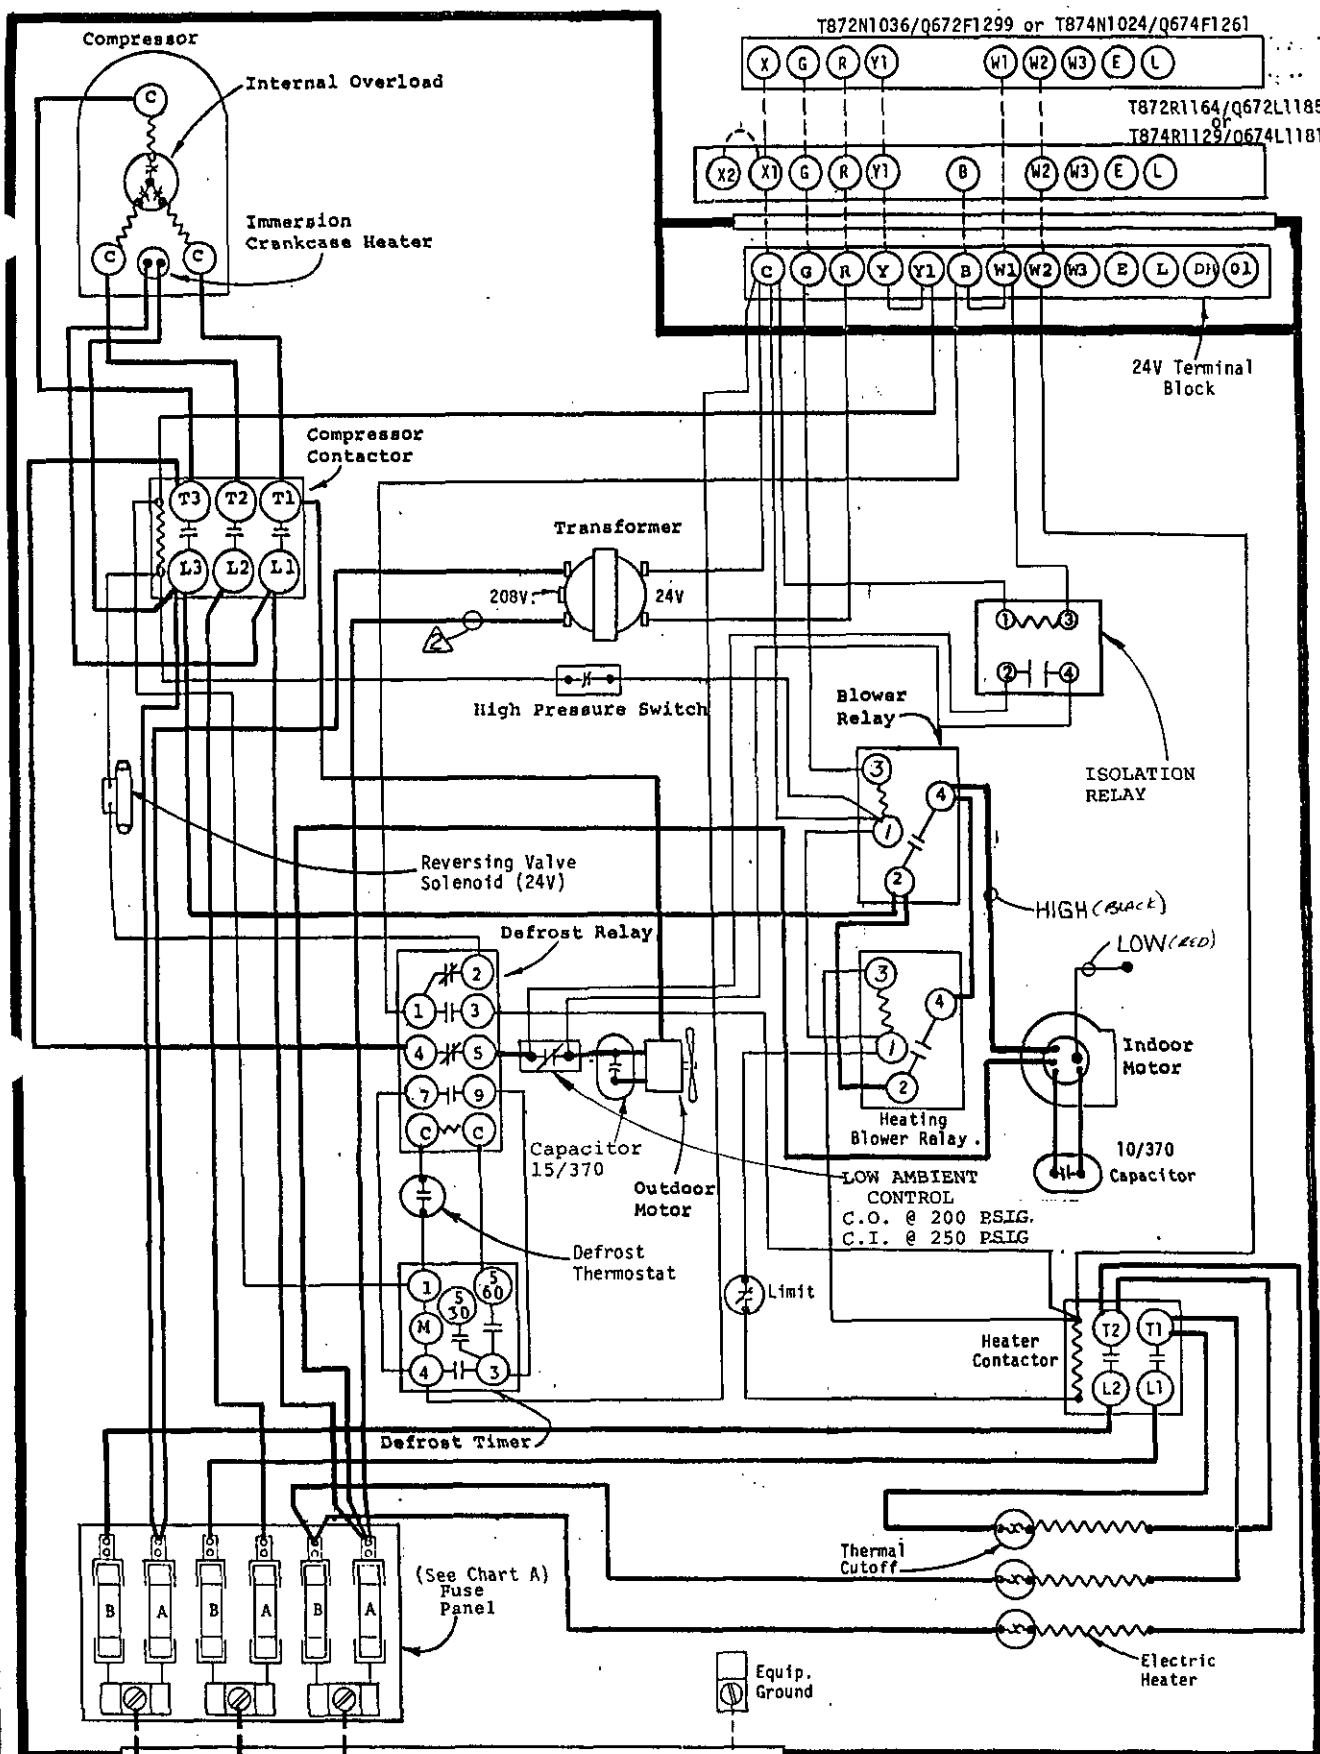 T872N1036/Q672F1299 or T874N1024/Q674F1261
X G R Y1 W1 W2 W3 E L
T872R1164/Q672L1185
or
T874R1129/Q674L1181
X2 X1 G R Y1 B W2 W3 E L
C G R Y Y1 B W1 W2 W3 E L DH O1
24V Terminal
Block
Compressor
C
Internal Overload
Immersion
Crankcase Heater
C C
Compressor
Contactor
T3 T2 T1
L3 L2 L1
Transformer
208V.
24V
2
High Pressure Switch
1 3
2 4
ISOLATION
RELAY
Blower
Relay
3
4
1
2
Reversing Valve
Solenoid (24V)
HIGH (BLACK)
LOW (RED)
Defrost Relay
2
1 3
4 5
7 9
C C
3
4
1
2
Heating
Blower Relay.
Indoor
Motor
10/370
Capacitor
Capacitor
15/370
Outdoor
Motor
LOW AMBIENT
CONTROL
C.O. @ 200 PSIG.
C.I. @ 250 PSIG
Defrost
Thermostat
1
5
30
5
60
M
4 3
Defrost Timer
Limit
Heater
Contactor
T2 T1
L2 L1
Thermal
Cutoff
Electric
Heater
(See Chart A)
Fuse
Panel
B A B A B A
Equip.
Ground